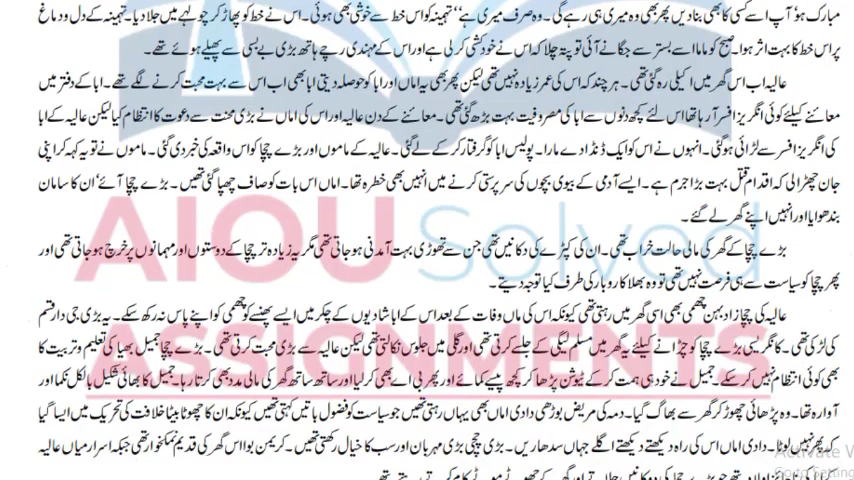 مبارک ہو' آپ اسے کسی کا بھی بنادیں پھر بھی وہ میری ہی رہے گی۔ وہ صرف میری ہے'' تہمینہ کو اس خط سے خوشی بھی ہوئی۔ اس نے خط کو پھاڑ کر چولہے میں جلا دیا۔ تہمینہ کے دل و دماغ
پر اس خط کا بہت اثر ہوا۔ صبح کو ماما اسے بستر سے جگانے آئی تو پتہ چلا کہ اس نے خودکشی کرلی ہے اور اس کے مہندی رچے ہاتھ بڑی بے بسی سے پھیلے ہوئے تھے۔
عالیہ اب اس گھر میں اکیلی رہ گئی تھی۔ ہر چند کہ اس کی عمر زیادہ نہیں تھی لیکن پھر بھی یہ اماں اور ابا کو حوصلہ دیتی ابا بھی اب اس سے بہت محبت کرنے لگے تھے۔ ابا کے دفتر میں
معائنے کیلئے کوئی انگریز افسر آ رہا تھا اس لئے کچھ دنوں سے ابا کی مصروفیت بہت بڑھ گئی تھی۔ معائنے کے دن عالیہ اور اس کی اماں نے بڑی محنت سے دعوت کا انتظام کیا لیکن عالیہ کے ابا
کی انگریز افسر سے لڑائی ہوگئی۔ انہوں نے اس کو ایک ڈنڈا دے مارا۔ پولیس ابا کو گرفتار کر کے لے گئی۔ عالیہ کے ماموں اور بڑے چچا کو اس واقعہ کی خبر دی گئی۔ ماموں نے تو یہ کہہ کر اپنی
جان چھڑالی کہ اقدام قتل بہت بڑا جرم ہے۔ ایسے آدمی کے بیوی بچوں کی سرپرستی کرنے میں انہیں بھی خطرہ تھا۔ اماں اس بات کو صاف چھپا گئی تھیں۔ بڑے چچا آئے' ان کا سامان
بندھوایا اور انہیں اپنے گھر لے گئے۔
بڑے چچا کے گھر کی مالی حالت خراب تھی۔ ان کی کپڑے کی دکانیں تھی جن سے تھوڑی بہت آمدنی ہو جاتی تھی مگر یہ زیادہ تر چچا کے دوستوں اور مہمانوں پر خرچ ہو جاتی تھی اور
پھر چچا کو سیاست سے ہی فرصت نہیں تھی تو وہ بھلا کاروبار کی طرف کیا توجہ دیتے۔
عالیہ کی چچا زاد بہن چھمی بھی اسی گھر میں رہتی تھی کیونکہ اس کی ماں وفات کے بعد اس کے ابا شادیوں کے چکر میں ایسے پھنسے کو چھمی کو اپنے پاس نہ رکھ سکے۔ یہ بڑی جی دار قسم
کی لڑکی تھی۔ کانگریسی بڑے چچا کو چڑانے کیلئے یہ گھر میں مسلم لیگی کے جلسے کرتی تھی اور گلی میں جلوس نکالتی تھی لیکن عالیہ سے بڑی محبت کرتی تھی۔ بڑے چچا جمیل بھیا کی تعلیم و تربیت کا
بھی کوئی انتظام نہیں کر سکے۔ جمیل نے خود ہی ہمت کر کے ٹیوشن پڑھا کر کچھ پیسے کمائے اور پھر بی اے بھی کر لیا اور ساتھ ساتھ گھر کی مالی مدد بھی کرتا رہا۔ جمیل کا بھائی شکیل بالکل نکما اور
آوارہ تھا۔ وہ پڑھائی چھوڑ کر گھر سے بھاگ گیا۔ دمہ کی مریض بوڑھی دادی اماں بھی یہاں رہتی تھیں جو سیاست کو فضول باتیں کہتی تھیں کیونکہ ان کا چھوٹا بیٹا خلافت کی تحریک میں ایسا گیا
کہ پھر نہیں لوٹا۔ دادی اماں اس کی راہ دیکھتے دیکھتے اگلے جہاں سدھاریں۔ بڑی چچی بڑی مہربان اور سب کا خیال رکھتی تھیں۔ کریمن بوا اس گھر کی قدیم نمکخوار تھی جبکہ اسرار میاں عالیہ
AIOU Solved
ASSIGNMENTS
Activate W
Go to Setting